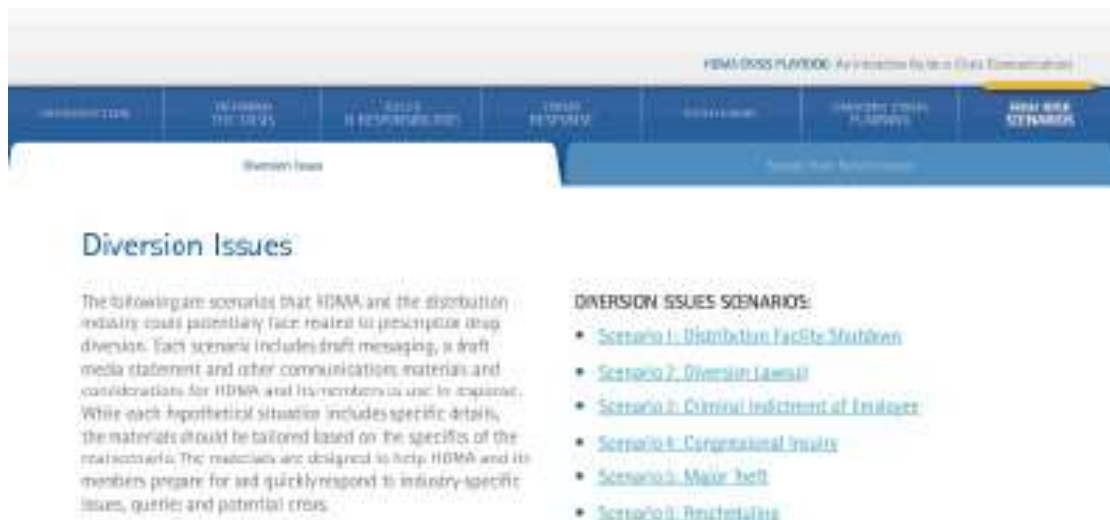 HDMA CRISIS PLAYBOOK: An Interactive Guide to Crisis Communications
INTRODUCTION
ROLES
& RESPONSIBILITIES
CRISIS
RESPONSE
PLANNING
HIGH RISK
SCENARIOS
Diversion Issues
Diversion Issues
The following are scenarios that HDMA and the distribution
industry could potentially face related to prescription drug
diversion. Each scenario includes draft messaging, a draft
media statement and other communications materials and
considerations for HDMA and its members to use in response.
While each hypothetical situation includes specific details,
the materials should be tailored based on the specifics of the
real scenario. The materials are designed to help HDMA and its
members prepare for and quickly respond to industry-specific
issues, queries and potential crises.
DIVERSION ISSUES SCENARIOS:
• Scenario 1: Distribution Facility Shutdown
• Scenario 2: Diversion Lawsuit
• Scenario 3: Criminal Indictment of Employee
• Scenario 4: Congressional Inquiry
• Scenario 5: Major Theft
• Scenario 6: Rescheduling